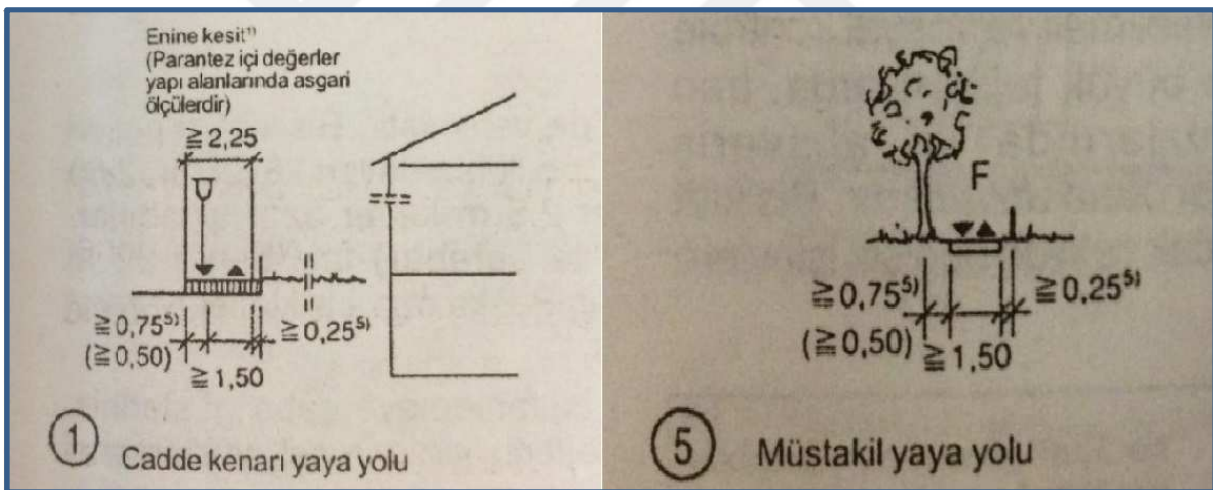 Enine kesit¹⁾
(Parantez içi değerler
yapı alanlarında asgari
ölçülerdir)
≧ 2,25
≧ 0,75⁵⁾
(≧ 0,50)
≧ 1,50
≧ 0,25⁵⁾
1
Cadde kenarı yaya yolu
F
≧ 0,75⁵⁾
(≧ 0,50)
≧ 1,50
≧ 0,25⁵⁾
5
Müstakil yaya yolu